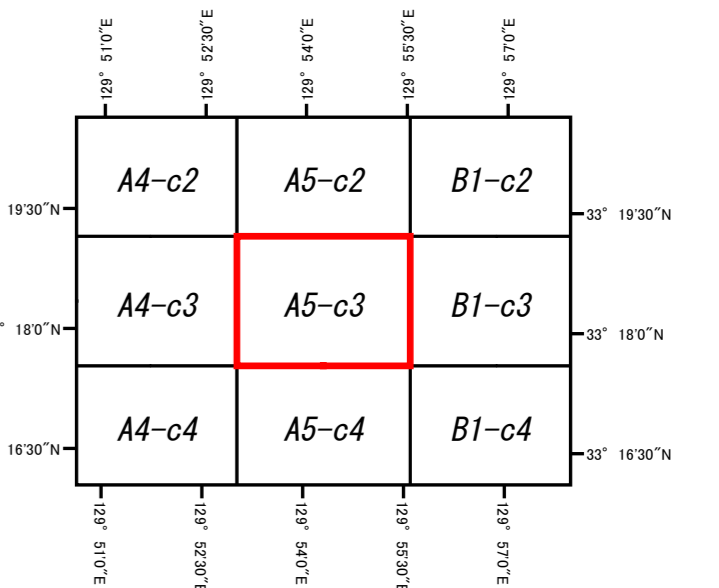 129° 51'0"E
129° 52'30"E
129° 54'0"E
129° 55'30"E
129° 57'0"E
A4-c2 A5-c2 B1-c2
19'30"N
33° 19'30"N
A4-c3 A5-c3 B1-c3
° 18'0"N
33° 18'0"N
A4-c4 A5-c4 B1-c4
16'30"N
33° 16'30"N
129° 51'0"E
129° 52'30"E
129° 54'0"E
129° 55'30"E
129° 57'0"E